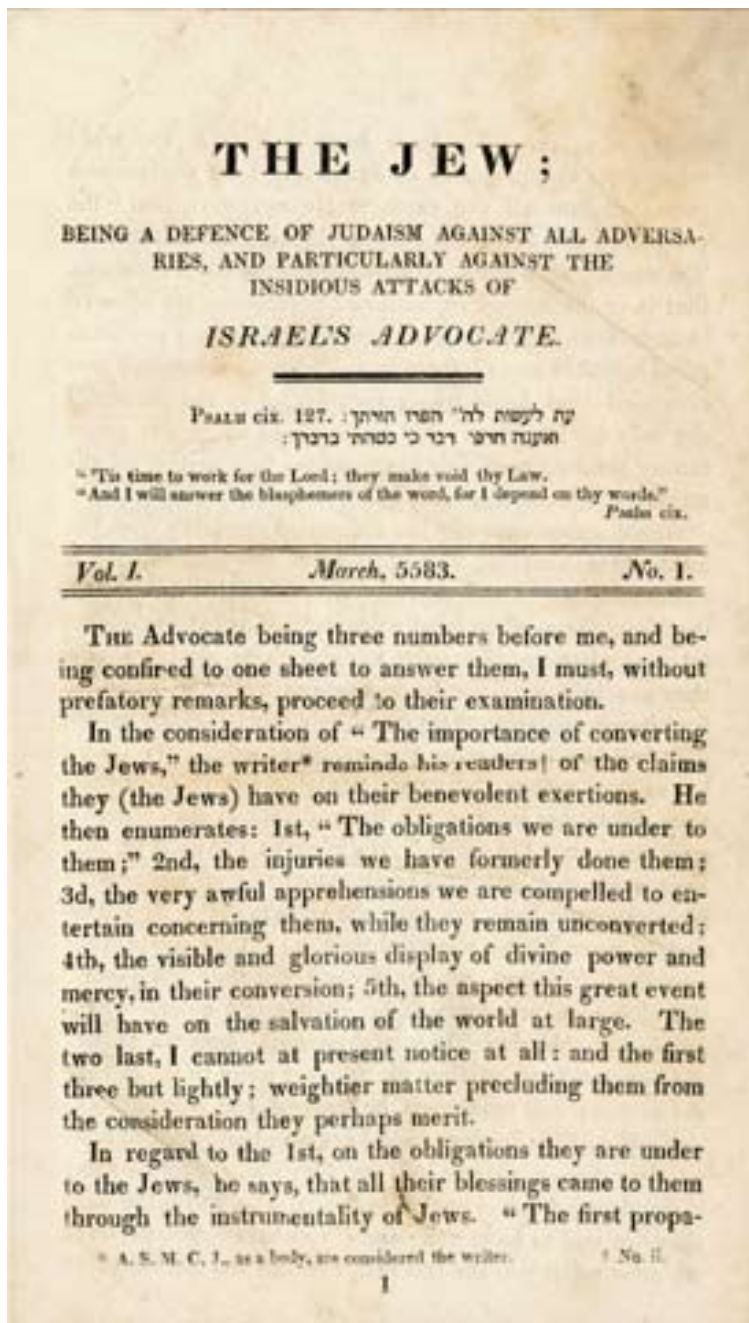 THE JEW;
BEING A DEFENCE OF JUDAISM AGAINST ALL ADVERSA-
RIES, AND PARTICULARLY AGAINST THE
INSIDIOUS ATTACKS OF
ISRAEL'S ADVOCATE.
PSALM cix. 127. עת לעשות לה'' הפרו תורתך:
ואענה חרפי דבר כי בטחתי בדברך:
"'Tis time to work for the Lord; they make void thy Law.
"And I will answer the blasphemers of the word, for I depend on thy words."
Psalm cix.
Vol. I. March, 5583. No. 1.
THE Advocate being three numbers before me, and be-
ing confired to one sheet to answer them, I must, without
prefatory remarks, proceed to their examination.
In the consideration of "The importance of converting
the Jews," the writer* reminds his readers† of the claims
they (the Jews) have on their benevolent exertions. He
then enumerates: 1st, "The obligations we are under to
them;" 2nd, the injuries we have formerly done them;
3d, the very awful apprehensions we are compelled to en-
tertain concerning them, while they remain unconverted;
4th, the visible and glorious display of divine power and
mercy, in their conversion; 5th, the aspect this great event
will have on the salvation of the world at large. The
two last, I cannot at present notice at all: and the first
three but lightly; weightier matter precluding them from
the consideration they perhaps merit.
In regard to the 1st, on the obligations they are under
to the Jews, he says, that all their blessings came to them
through the instrumentality of Jews. "The first propa-
* A. S. M. C. J., as a body, are considered the writer. † No. ii.
1